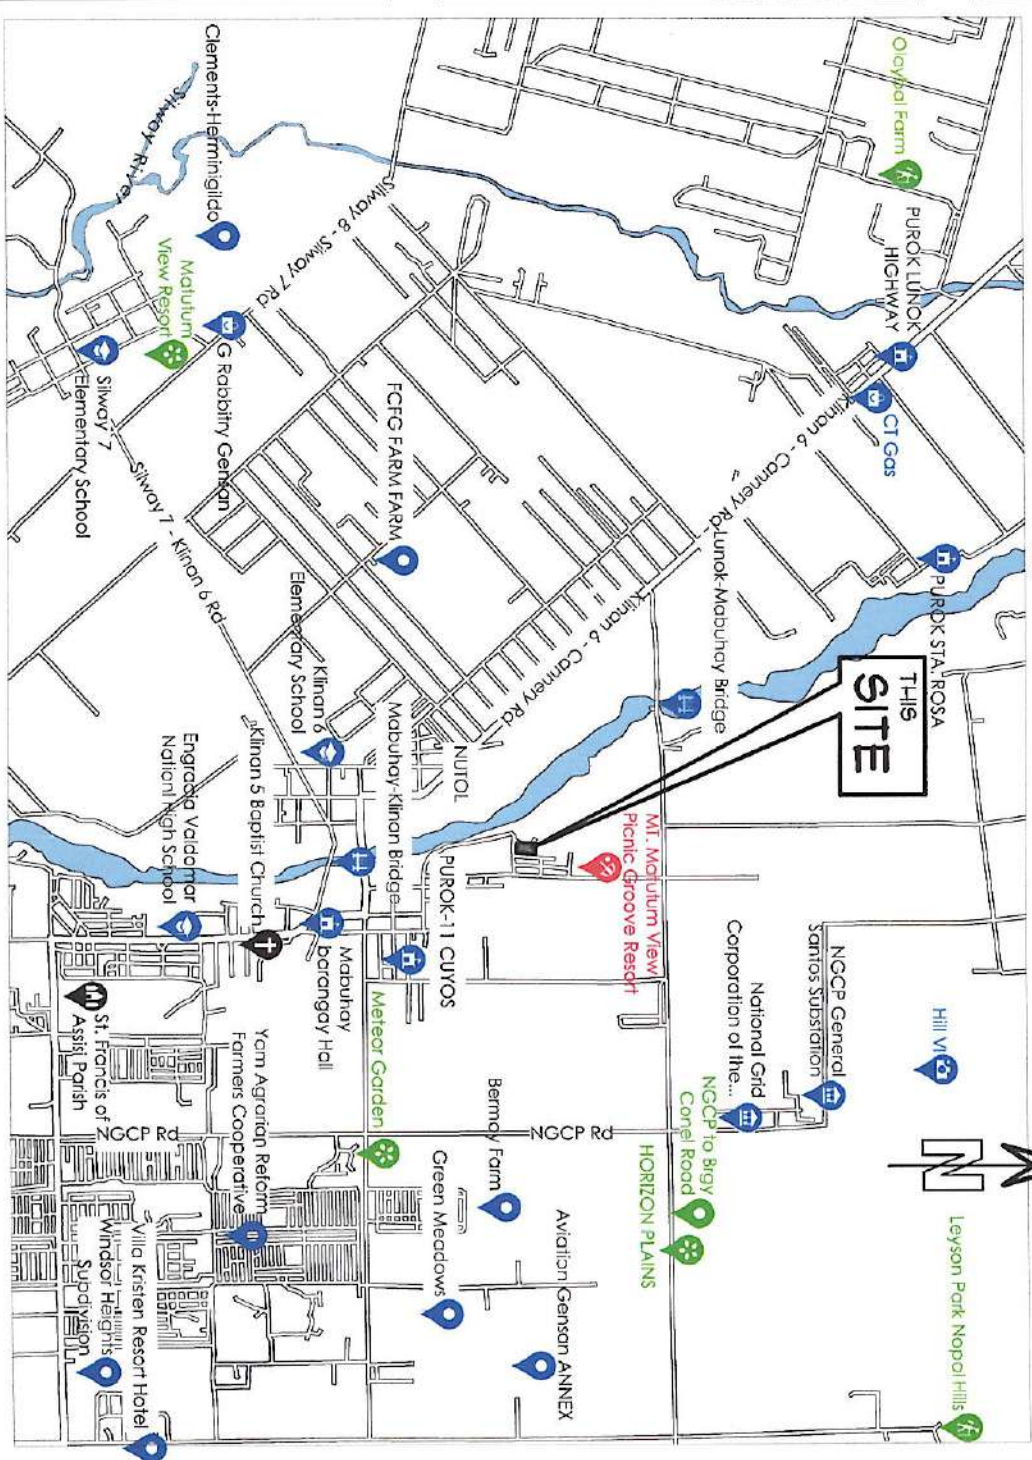 Leyson Park Nopol Hills
Hill VI
N
PUROK STA. ROSA
THIS
SITE
Olaybal Farm
PUROK LUNOK
HIGHWAY
CT Gas
NGCP General
Santos Substation
National Grid
Corporation of the...
NGCP to Brgy
Conel Road
HORIZON PLAINS
Klinan 6 - Cannery Rd
Lunok-Mabuhay Bridge
MT. Matutum View
Picnic Groove Resort
NGCP Rd
Klinan 6 - Cannery Rd
Aviation Gensan ANNEX
Bermoy Farm
Green Meadows
NUTOL
PUROK-11 CUYOS
Silway 8 - Silway 7 Rd
FCFG FARM FARM
Mabuhay-Klinan Bridge
Meteor Garden
Klinan 6
Elementary School
Mabuhay
barangay Hall
Klinan 5 Baptist Church
Yam Agrarian Reform
Farmers Cooperative
Clements-Herminigildo
G Rabbitry Gensan
Silway 7 - Klinan 6 Rd
Matutum
View Resort
Engracia Valdomar
National High School
Villa Kristen Resort Hotel
Silway River
Silway 7
Elementary School
St. Francis of
Assisi Parish
NGCP Rd
Windsor Heights
Subdivision